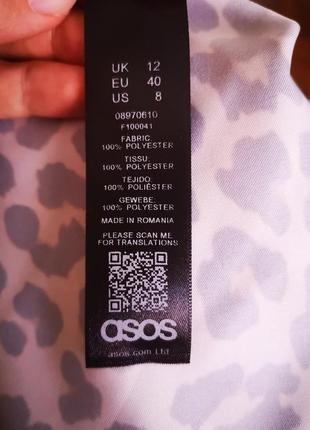 UK 12
EU 40
US 8
08970610
F100041
FABRIC:
100% POLYESTER
TISSU:
100% POLYESTER
TEJIDO:
100% POLIÉSTER
GEWEBE:
100% POLYESTER
MADE IN ROMANIA
PLEASE SCAN ME
FOR TRANSLATIONS
asos
asos.com Ltd